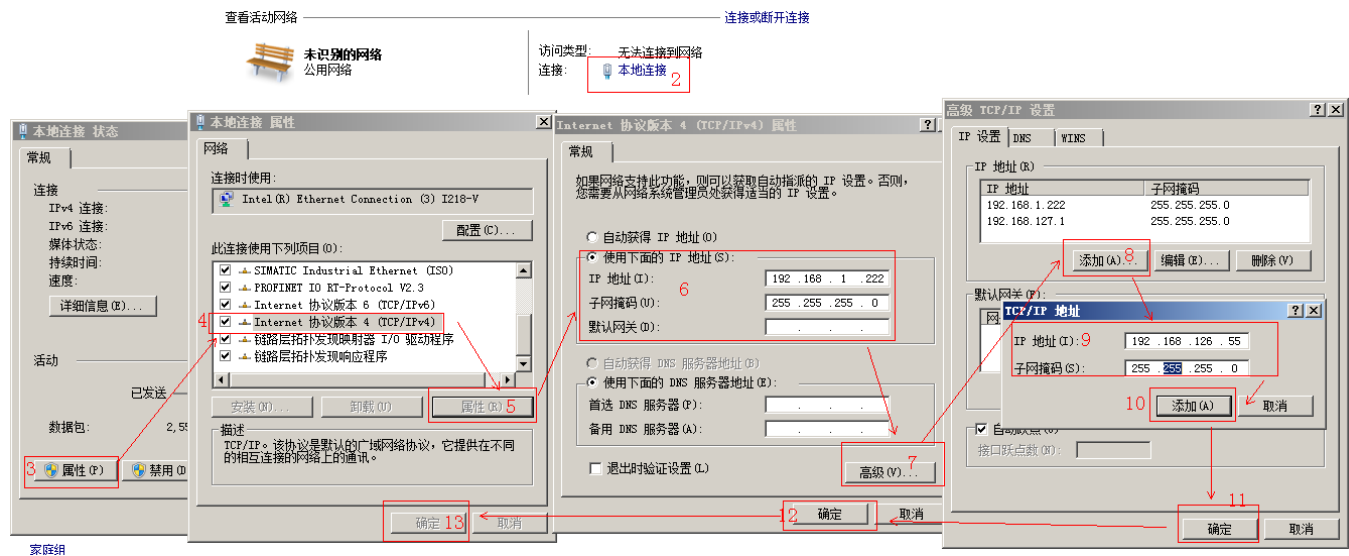 查看活动网络
连接或断开连接
未识别的网络
公用网络
访问类型:
无法连接到网络
连接:
本地连接
2
本地连接 状态
常规
连接
IPv4 连接:
IPv6 连接:
媒体状态:
持续时间:
速度:
详细信息(E)...
活动
已发送
数据包:
2,55
3
属性(P)
禁用(D
家庭组
本地连接 属性
网络
连接时使用:
Intel(R) Ethernet Connection (3) I218-V
配置(C)...
此连接使用下列项目(O):
SIMATIC Industrial Ethernet (ISO)
PROFINET IO RT-Protocol V2.3
Internet 协议版本 6 (TCP/IPv6)
4
Internet 协议版本 4 (TCP/IPv4)
链路层拓扑发现映射器 I/O 驱动程序
链路层拓扑发现响应程序
安装(N)...
卸载(U)
属性(R)
5
描述
TCP/IP。该协议是默认的广域网络协议，它提供在不同
的相互连接的网络上的通讯。
确定
13
取消
Internet 协议版本 4 (TCP/IPv4) 属性
常规
如果网络支持此功能，则可以获取自动指派的 IP 设置。否则，
您需要从网络系统管理员处获得适当的 IP 设置。
自动获得 IP 地址(O)
使用下面的 IP 地址(S):
IP 地址(I):
192 .168 . 1 .222
6
子网掩码(U):
255 .255 .255 . 0
默认网关(D):
. . .
自动获得 DNS 服务器地址(B)
使用下面的 DNS 服务器地址(E):
首选 DNS 服务器(P):
. . .
备用 DNS 服务器(A):
. . .
退出时验证设置(L)
7
高级(V)...
12
确定
取消
高级 TCP/IP 设置
IP 设置
DNS
WINS
IP 地址(R)
IP 地址
子网掩码
192.168.1.222
255.255.255.0
192.168.127.1
255.255.255.0
添加(A)...
8
编辑(E)...
删除(V)
默认网关(F):
网
TCP/IP 地址
IP 地址(I):
9
192 .168 .126 . 55
子网掩码(S):
255 .255 .255 . 0
10
添加(A)
取消
自动跃点(U)
接口跃点数(N):
11
确定
取消